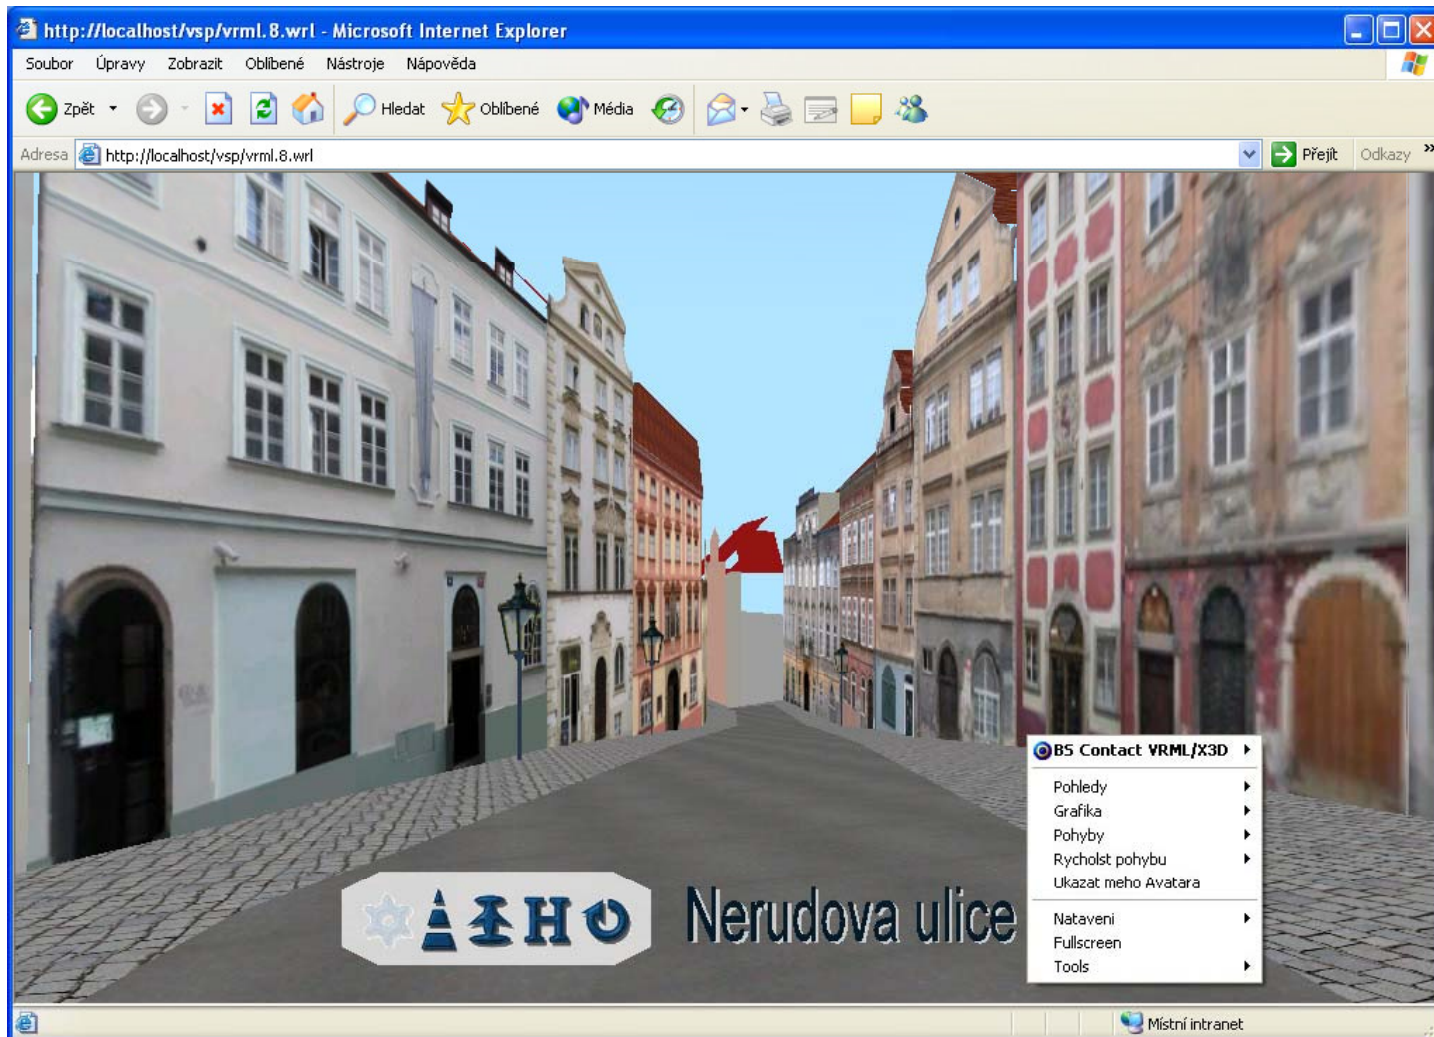 http://localhost/vsp/vrml.8.wrl - Microsoft Internet Explorer
Soubor Úpravy Zobrazit Oblíbené Nástroje Nápověda
Zpět Hledat Oblíbené Média
Adresa http://localhost/vsp/vrml.8.wrl Přejít Odkazy »
BS Contact VRML/X3D
Pohledy
Grafika
Pohyby
Rycholst pohybu
Ukazat meho Avatara
Nataveni
Fullscreen
Tools
Nerudova ulice
Místní intranet